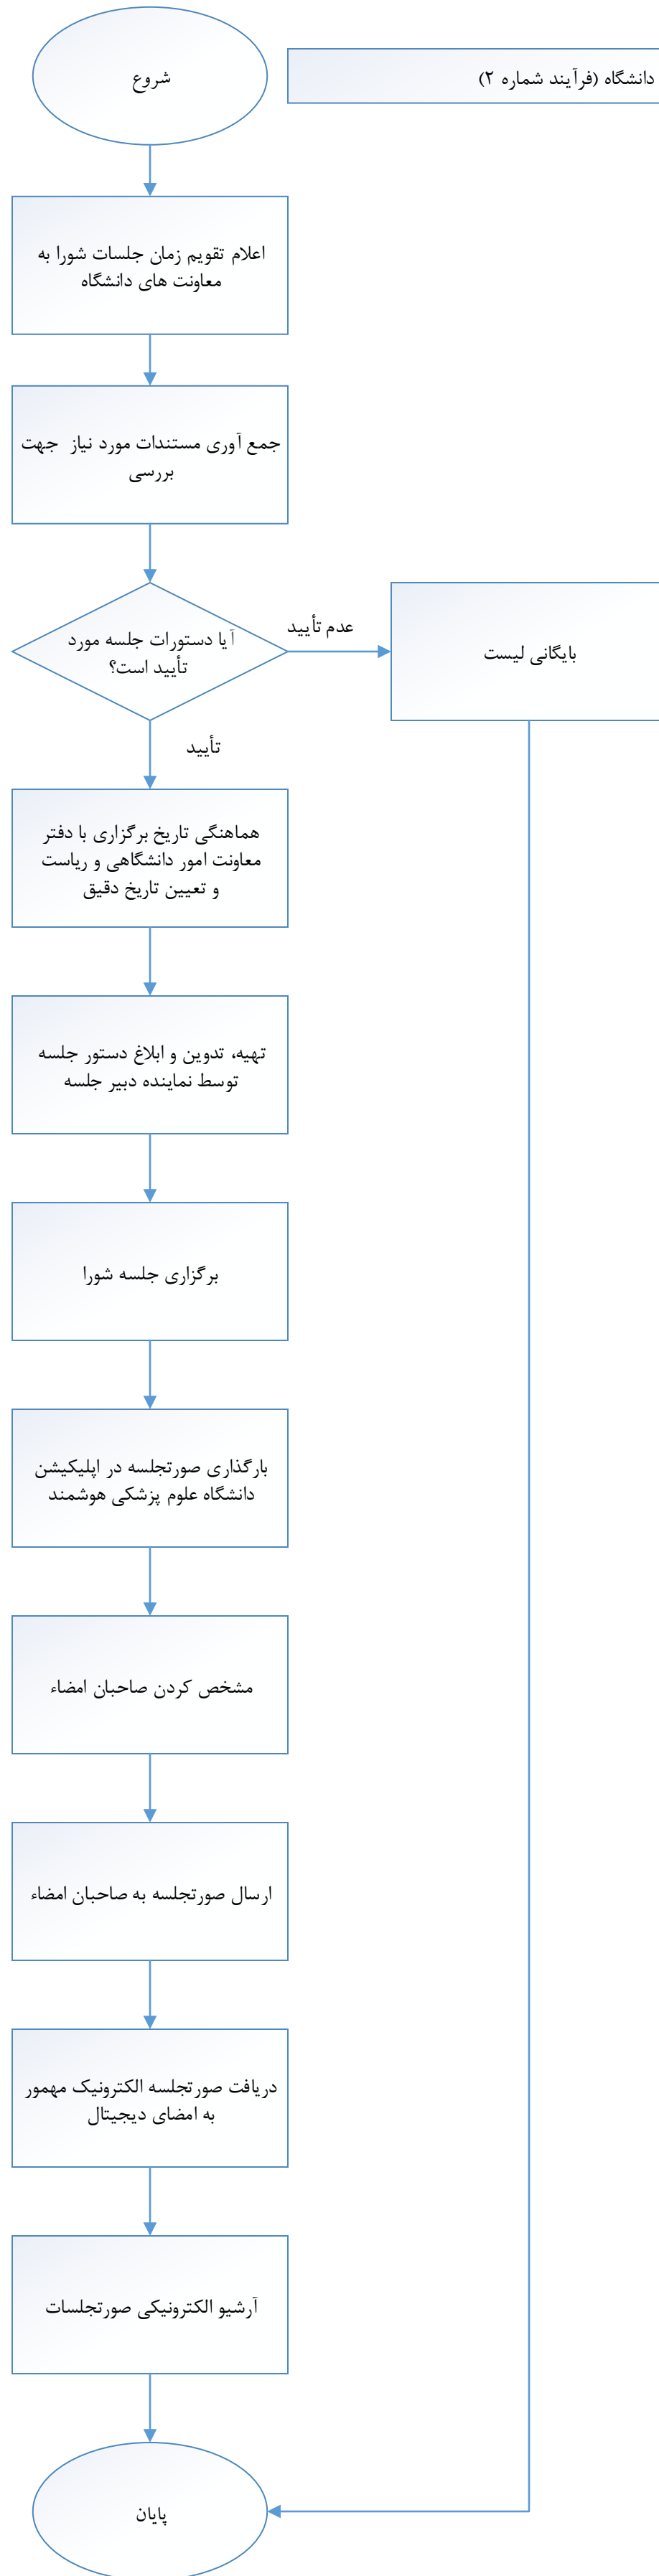 شروع
دانشگاه (فرآیند شماره ۲)
اعلام تقویم زمان جلسات شورا به
معاونت های دانشگاه
جمع آوری مستندات مورد نیاز جهت
بررسی
آیا دستورات جلسه مورد
تأیید است؟
عدم تأیید
بایگانی لیست
تأیید
هماهنگی تاریخ برگزاری با دفتر
معاونت امور دانشگاهی و ریاست
و تعیین تاریخ دقیق
تهیه، تدوین و ابلاغ دستور جلسه
توسط نماینده دبیر جلسه
برگزاری جلسه شورا
بارگذاری صورتجلسه در اپلیکیشن
دانشگاه علوم پزشکی هوشمند
مشخص کردن صاحبان امضاء
ارسال صورتجلسه به صاحبان امضاء
دریافت صورتجلسه الکترونیک مهمور
به امضای دیجیتال
آرشیو الکترونیکی صورتجلسات
پایان